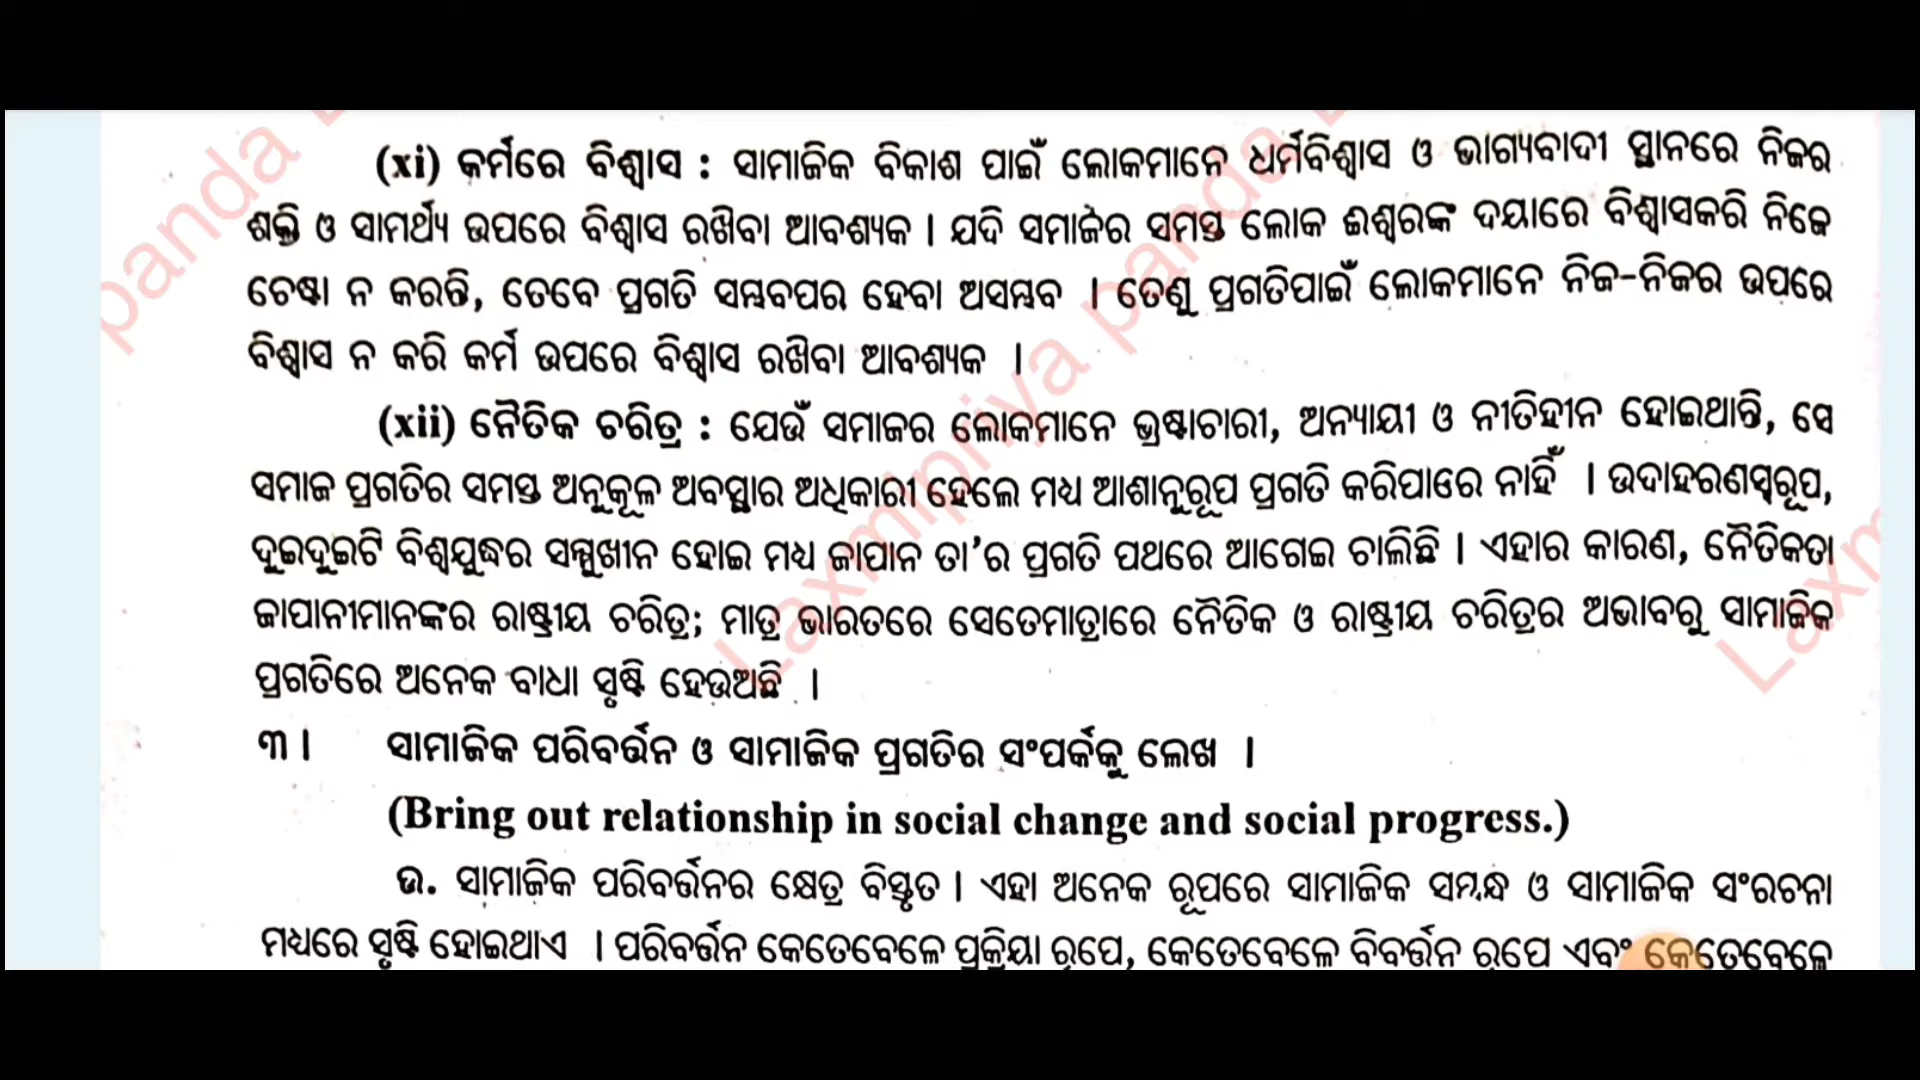 (xi) କର୍ମରେ ବିଶ୍ୱାସ : ସାମାଜିକ ବିକାଶ ପାଇଁ ଲୋକମାନେ ଧର୍ମବିଶ୍ୱାସ ଓ ଭାଗ୍ୟବାଦୀ ସ୍ଥାନରେ ନିଜର
ଶକ୍ତି ଓ ସାମର୍ଥ୍ୟ ଉପରେ ବିଶ୍ୱାସ ରଖିବା ଆବଶ୍ୟକ । ଯଦି ସମାଜର ସମସ୍ତ ଲୋକ ଈଶ୍ୱରଙ୍କ ଦୟାରେ ବିଶ୍ୱାସକରି ନିଜେ
ଚେଷ୍ଟା ନ କରନ୍ତି, ତେବେ ପ୍ରଗତି ସମ୍ଭବପର ହେବା ଅସମ୍ଭବ । ତେଣୁ ପ୍ରଗତିପାଇଁ ଲୋକମାନେ ନିଜ-ନିଜର ଉପରେ
ବିଶ୍ୱାସ ନ କରି କର୍ମ ଉପରେ ବିଶ୍ୱାସ ରଖିବା ଆବଶ୍ୟକ ।
(xii) ନୈତିକ ଚରିତ୍ର : ଯେଉଁ ସମାଜର ଲୋକମାନେ ଭ୍ରଷ୍ଟାଚାରୀ, ଅନ୍ୟାୟୀ ଓ ନୀତିହୀନ ହୋଇଥାନ୍ତି, ସେ
ସମାଜ ପ୍ରଗତିର ସମସ୍ତ ଅନୁକୂଳ ଅବସ୍ଥାର ଅଧିକାରୀ ହେଲେ ମଧ୍ୟ ଆଶାନୁରୂପ ପ୍ରଗତି କରିପାରେ ନାହିଁ । ଉଦାହରଣସ୍ୱରୂପ,
ଦୁଇଦୁଇଟି ବିଶ୍ୱଯୁଦ୍ଧର ସମ୍ମୁଖୀନ ହୋଇ ମଧ୍ୟ ଜାପାନ ତା'ର ପ୍ରଗତି ପଥରେ ଆଗେଇ ଚାଲିଛି । ଏହାର କାରଣ, ନୈତିକତା
ଜାପାନୀମାନଙ୍କର ରାଷ୍ଟ୍ରୀୟ ଚରିତ୍ର; ମାତ୍ର ଭାରତରେ ସେତେମାତ୍ରାରେ ନୈତିକ ଓ ରାଷ୍ଟ୍ରୀୟ ଚରିତ୍ରର ଅଭାବରୁ ସାମାଜିକ
ପ୍ରଗତିରେ ଅନେକ ବାଧା ସୃଷ୍ଟି ହେଉଅଛି ।
୩। ସାମାଜିକ ପରିବର୍ତ୍ତନ ଓ ସାମାଜିକ ପ୍ରଗତିର ସଂପର୍କକୁ ଲେଖ ।
(Bring out relationship in social change and social progress.)
ଉ. ସାମାଜିକ ପରିବର୍ତ୍ତନର କ୍ଷେତ୍ର ବିସ୍ତୃତ । ଏହା ଅନେକ ରୂପରେ ସାମାଜିକ ସମ୍ବନ୍ଧ ଓ ସାମାଜିକ ସଂରଚନା
ମଧ୍ୟରେ ସୃଷ୍ଟି ହୋଇଥାଏ । ପରିବର୍ତ୍ତନ କେତେବେଳେ ପ୍ରକ୍ରିୟା ରୂପେ, କେତେବେଳେ ବିବର୍ତ୍ତନ ରୂପେ ଏବଂ କେତେବେଳେ
panda
Laxmipriya panda
Laxm